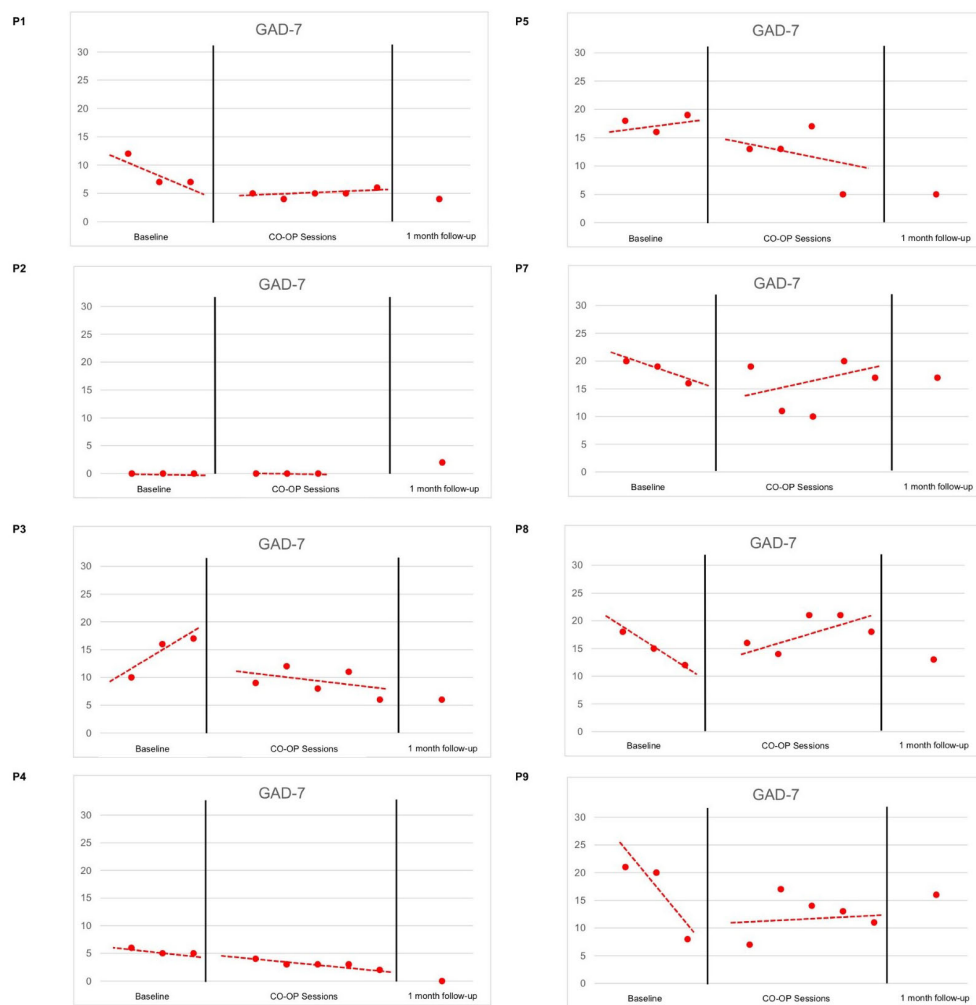 P1
GAD-7
30
25
20
15
10
5
0
Baseline
CO-OP Sessions
1 month follow-up
P2
GAD-7
30
25
20
15
10
5
0
Baseline
CO-OP Sessions
1 month follow-up
P3
GAD-7
30
25
20
15
10
5
0
Baseline
CO-OP Sessions
1 month follow-up
P4
GAD-7
30
25
20
15
10
5
0
Baseline
CO-OP Sessions
1 month follow-up
P5
GAD-7
30
25
20
15
10
5
0
Baseline
CO-OP Sessions
1 month follow-up
P7
GAD-7
30
25
20
15
10
5
0
Baseline
CO-OP Sessions
1 month follow-up
P8
GAD-7
30
25
20
15
10
5
0
Baseline
CO-OP Sessions
1 month follow-up
P9
GAD-7
30
25
20
15
10
5
0
Baseline
CO-OP Sessions
1 month follow-up